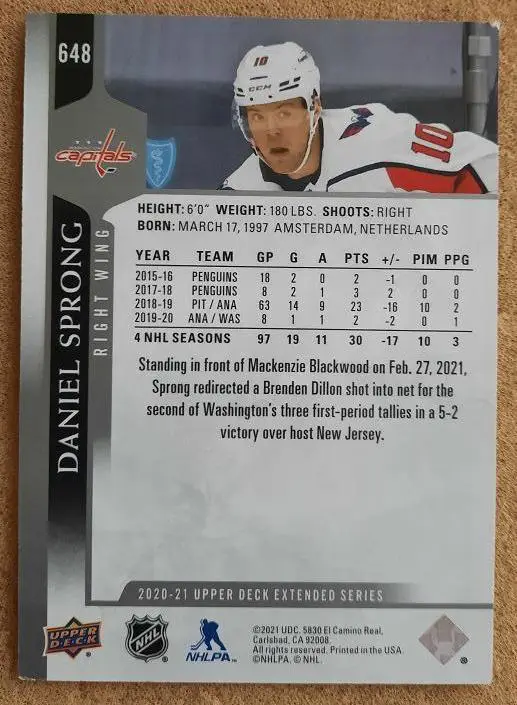 648
10
CCM
10
capitals
DANIEL SPRONG
RIGHT WING
HEIGHT: 6'0" WEIGHT: 180 LBS. SHOOTS: RIGHT
BORN: MARCH 17, 1997 AMSTERDAM, NETHERLANDS
YEAR TEAM GP G A PTS +/- PIM PPG
2015-16 PENGUINS 18 2 0 2 -1 0 0
2017-18 PENGUINS 8 2 1 3 2 0 0
2018-19 PIT / ANA 63 14 9 23 -16 10 2
2019-20 ANA / WAS 8 1 1 2 -2 0 1
4 NHL SEASONS 97 19 11 30 -17 10 3
Standing in front of Mackenzie Blackwood on Feb. 27, 2021,
Sprong redirected a Brenden Dillon shot into net for the
second of Washington's three first-period tallies in a 5-2
victory over host New Jersey.
2020-21 UPPER DECK EXTENDED SERIES
UPPER DECK
NHL
NHLPA
©2021 UDC. 5830 El Camino Real,
Carlsbad, CA 92008.
All rights reserved. Printed in the USA.
©NHLPA. © NHL.